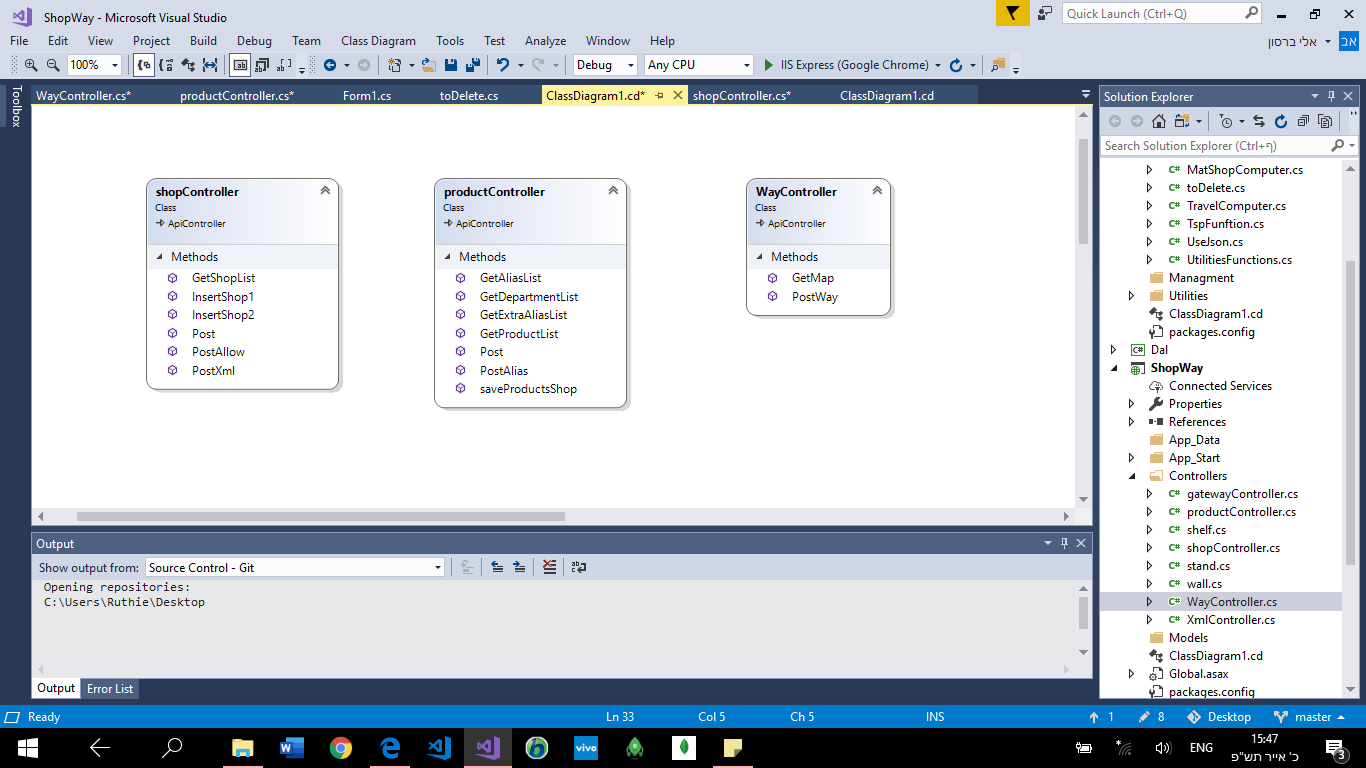 ShopWay - Microsoft Visual Studio
Quick Launch (Ctrl+Q)
File Edit View Project Build Debug Team Class Diagram Tools Test Analyze Window Help
אלי ברסון אב
100% Debug Any CPU IIS Express (Google Chrome)
Toolbox
WayController.cs* productController.cs* Form1.cs toDelete.cs ClassDiagram1.cd* shopController.cs* ClassDiagram1.cd
shopController
Class
ApiController
Methods
GetShopList
InsertShop1
InsertShop2
Post
PostAllow
PostXml
productController
Class
ApiController
Methods
GetAliasList
GetDepartmentList
GetExtraAliasList
GetProductList
Post
PostAlias
saveProductsShop
WayController
Class
ApiController
Methods
GetMap
PostWay
Solution Explorer
Search Solution Explorer (Ctrl+ף)
C# MatShopComputer.cs
C# toDelete.cs
C# TravelComputer.cs
C# TspFunftion.cs
C# UseJson.cs
C# UtilitiesFunctions.cs
Managment
Utilities
ClassDiagram1.cd
packages.config
C# Dal
ShopWay
Connected Services
Properties
References
App_Data
App_Start
Controllers
C# gatewayController.cs
C# productController.cs
C# shelf.cs
C# shopController.cs
C# stand.cs
C# wall.cs
C# WayController.cs
C# XmlController.cs
Models
ClassDiagram1.cd
Global.asax
packages.config
Output
Show output from: Source Control - Git
Opening repositories:
C:\Users\Ruthie\Desktop
Output Error List
Ready Ln 33 Col 5 Ch 5 INS 1 8 Desktop master
vivo
ENG
15:47
כ' אייר תש"פ
3